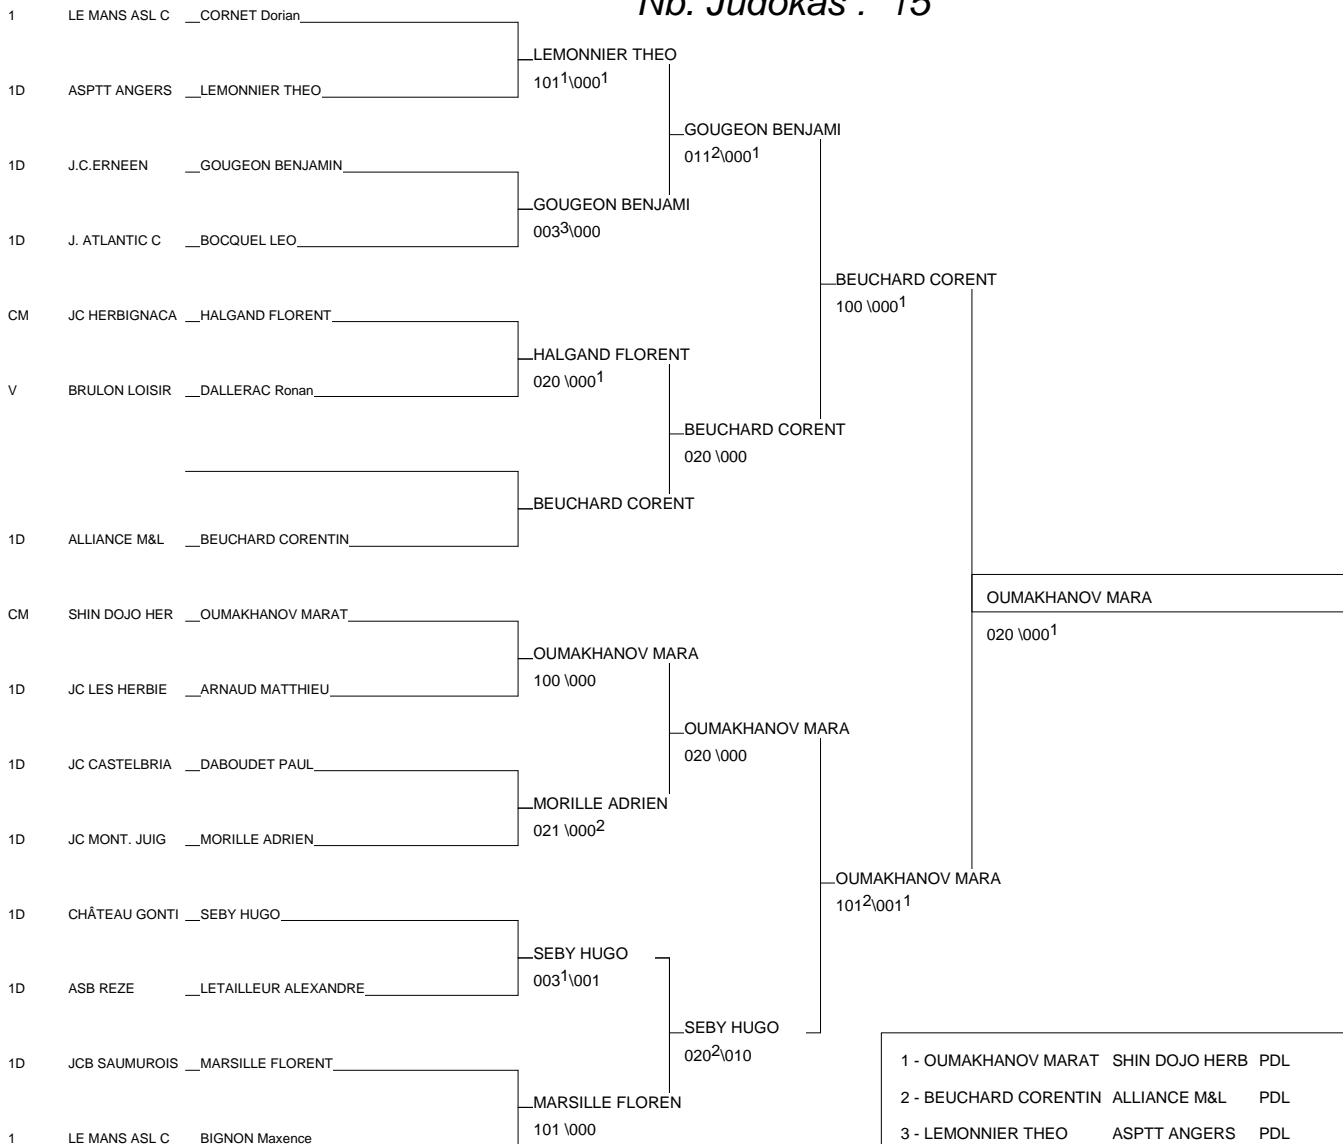 Nb. Judokas : 15
1 LE MANS ASL C CORNET Dorian
LEMONNIER THEO
101¹\000¹
1D ASPTT ANGERS LEMONNIER THEO
GOUGEON BENJAMI
011²\000¹
1D J.C.ERNEEN GOUGEON BENJAMIN
GOUGEON BENJAMI
003³\000
1D J. ATLANTIC C BOCQUEL LEO
BEUCHARD CORENT
100 \000¹
CM JC HERBIGNACA HALGAND FLORENT
HALGAND FLORENT
020 \000¹
V BRULON LOISIR DALLERAC Ronan
BEUCHARD CORENT
020 \000
BEUCHARD CORENT
1D ALLIANCE M&L BEUCHARD CORENTIN
OUMAKHANOV MARA
020 \000¹
CM SHIN DOJO HER OUMAKHANOV MARAT
OUMAKHANOV MARA
100 \000
1D JC LES HERBIE ARNAUD MATTHIEU
OUMAKHANOV MARA
020 \000
1D JC CASTELBRIA DABOUDET PAUL
MORILLE ADRIEN
021 \000²
1D JC MONT. JUIG MORILLE ADRIEN
OUMAKHANOV MARA
101²\001¹
1D CHÂTEAU GONTI SEBY HUGO
SEBY HUGO
003¹\001
1D ASB REZE LETAILLEUR ALEXANDRE
SEBY HUGO
020²\010
1D JCB SAUMUROIS MARSILLE FLORENT
MARSILLE FLOREN
101 \000
1 LE MANS ASL C BIGNON Maxence
1 - OUMAKHANOV MARAT SHIN DOJO HERB PDL
2 - BEUCHARD CORENTIN ALLIANCE M&L PDL
3 - LEMONNIER THEO ASPTT ANGERS PDL